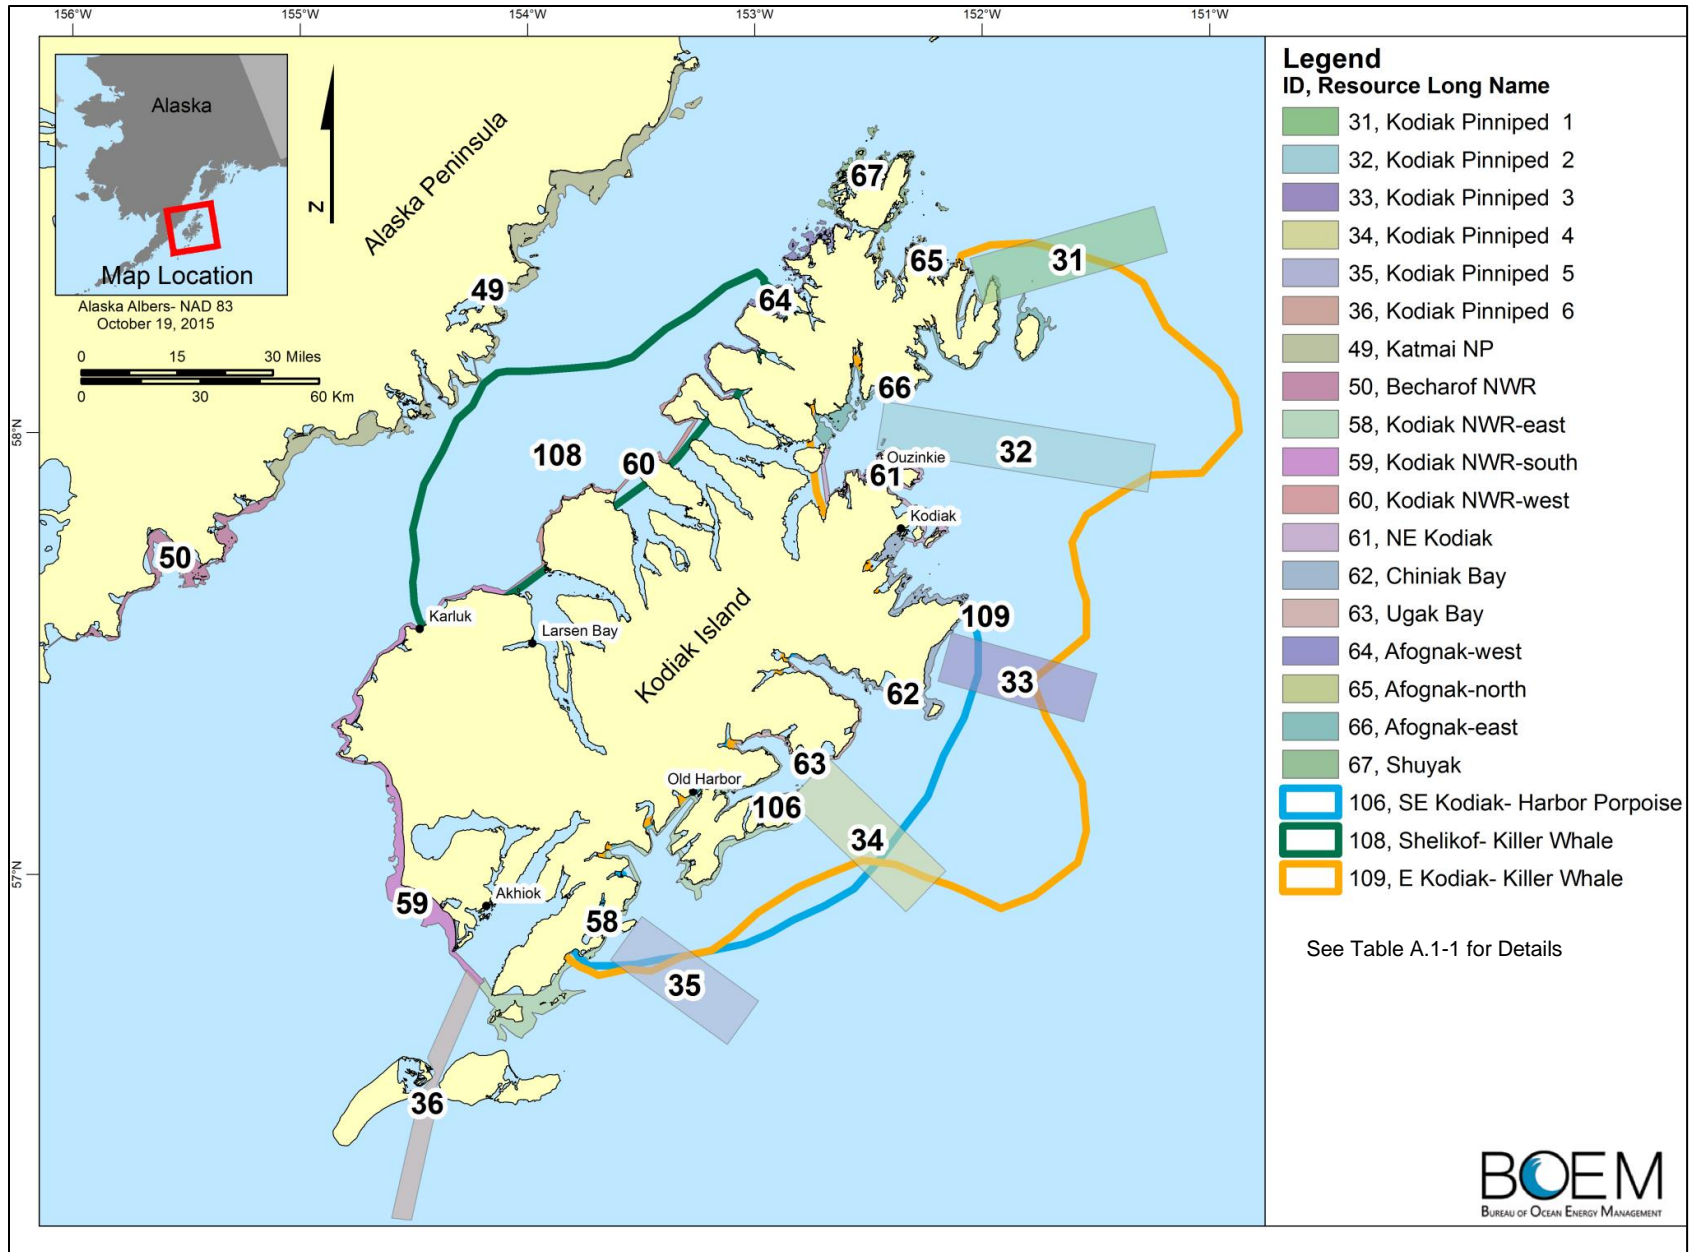 156°W
155°W
154°W
153°W
152°W
151°W
58°N
57°N
Alaska
Map Location
Alaska Albers- NAD 83
October 19, 2015
0 15 30 Miles
0 30 60 Km
N
Alaska Peninsula
Kodiak Island
67
65
31
49
64
66
32
108
60
Ouzinkie
61
Kodiak
50
109
Karluk
Larsen Bay
33
62
63
Old Harbor
106
34
Akhiok
59
58
35
36
Legend
ID, Resource Long Name
31, Kodiak Pinniped 1
32, Kodiak Pinniped 2
33, Kodiak Pinniped 3
34, Kodiak Pinniped 4
35, Kodiak Pinniped 5
36, Kodiak Pinniped 6
49, Katmai NP
50, Becharof NWR
58, Kodiak NWR-east
59, Kodiak NWR-south
60, Kodiak NWR-west
61, NE Kodiak
62, Chiniak Bay
63, Ugak Bay
64, Afognak-west
65, Afognak-north
66, Afognak-east
67, Shuyak
106, SE Kodiak- Harbor Porpoise
108, Shelikof- Killer Whale
109, E Kodiak- Killer Whale
See Table A.1-1 for Details
BOEM
BUREAU OF OCEAN ENERGY MANAGEMENT